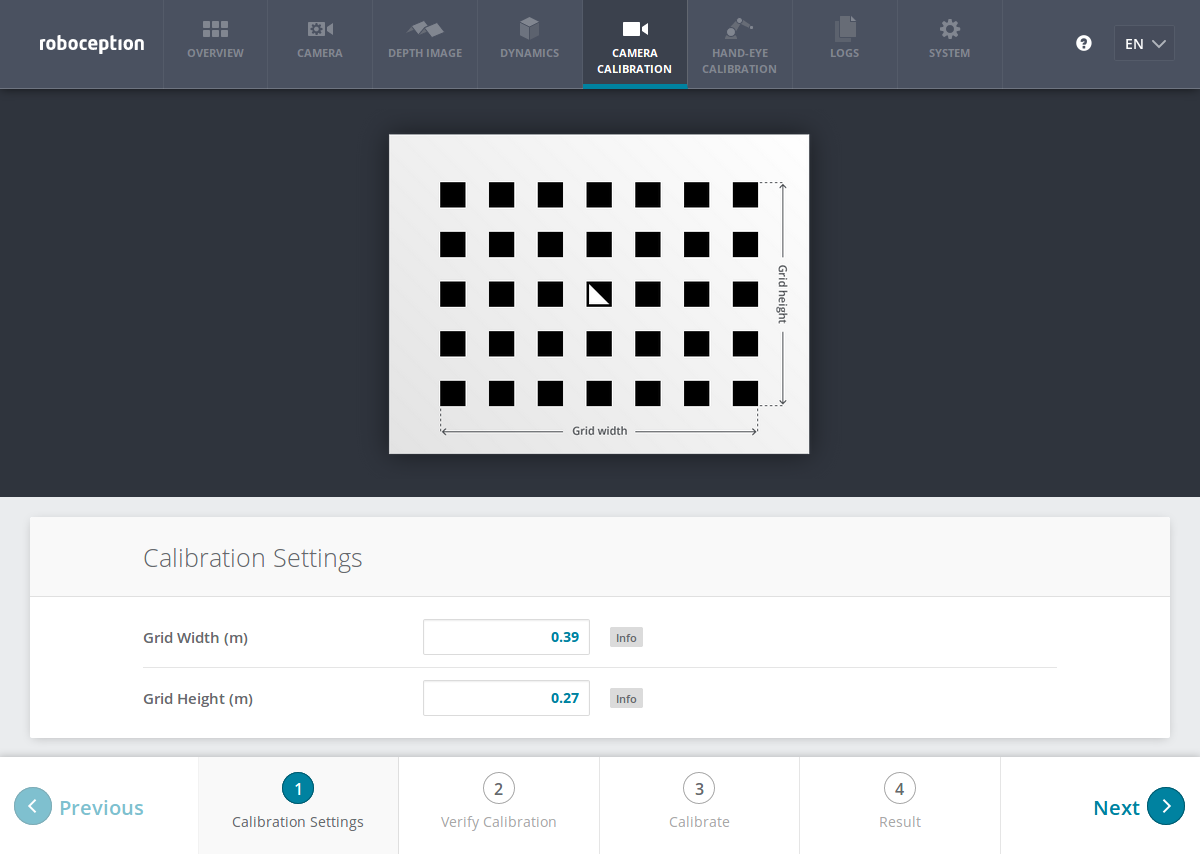 roboception
OVERVIEW
CAMERA
DEPTH IMAGE
DYNAMICS
CAMERA
CALIBRATION
HAND-EYE
CALIBRATION
LOGS
SYSTEM
?
EN
Grid height
Grid width
Calibration Settings
Grid Width (m)
0.39
Info
Grid Height (m)
0.27
Info
Previous
1
Calibration Settings
2
Verify Calibration
3
Calibrate
4
Result
Next